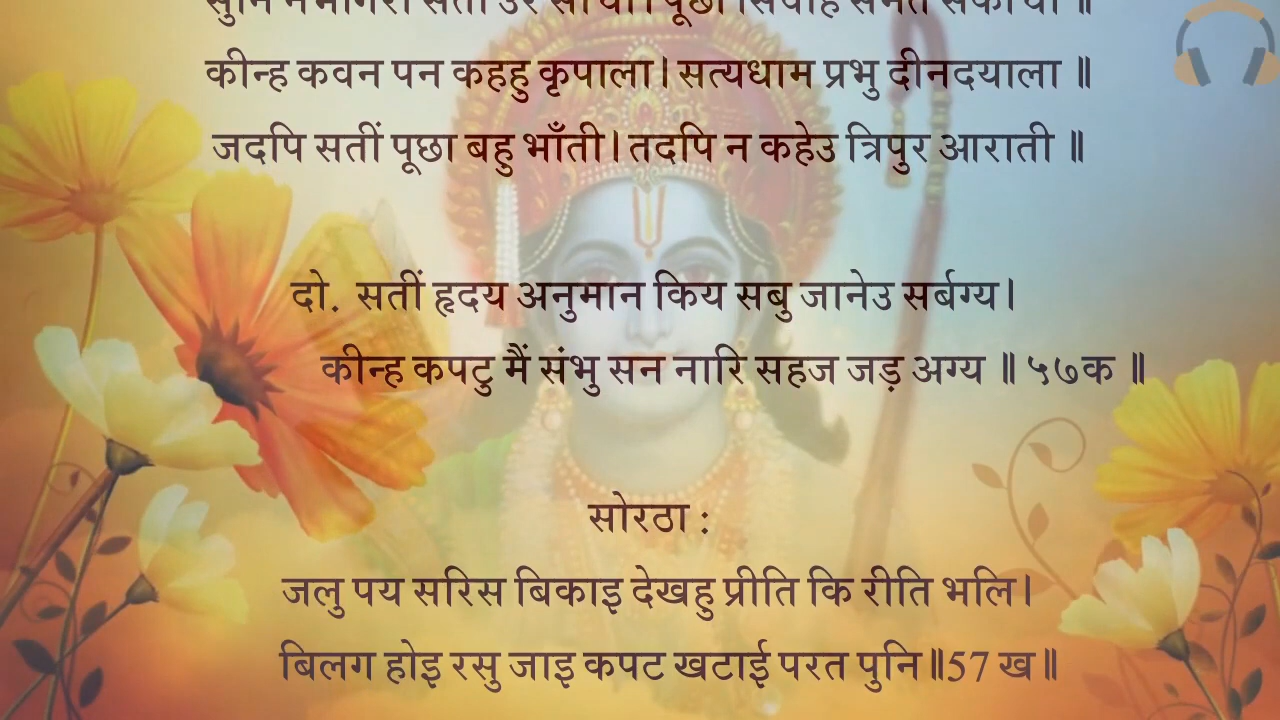 कीन्ह कवन पन कहहु कृपाला। सत्यधाम प्रभु दीनदयाला ॥
जदपि सतीं पूछा बहु भाँती। तदपि न कहेउ त्रिपुर आराती ॥
दो. सतीं हृदय अनुमान किय सबु जानेउ सर्बग्य।
कीन्ह कपटु मैं संभु सन नारि सहज जड़ अग्य ॥ ५७क ॥
सोरठा :
जलु पय सरिस बिकाइ देखहु प्रीति कि रीति भलि।
बिलग होइ रसु जाइ कपट खटाई परत पुनि॥57 ख॥